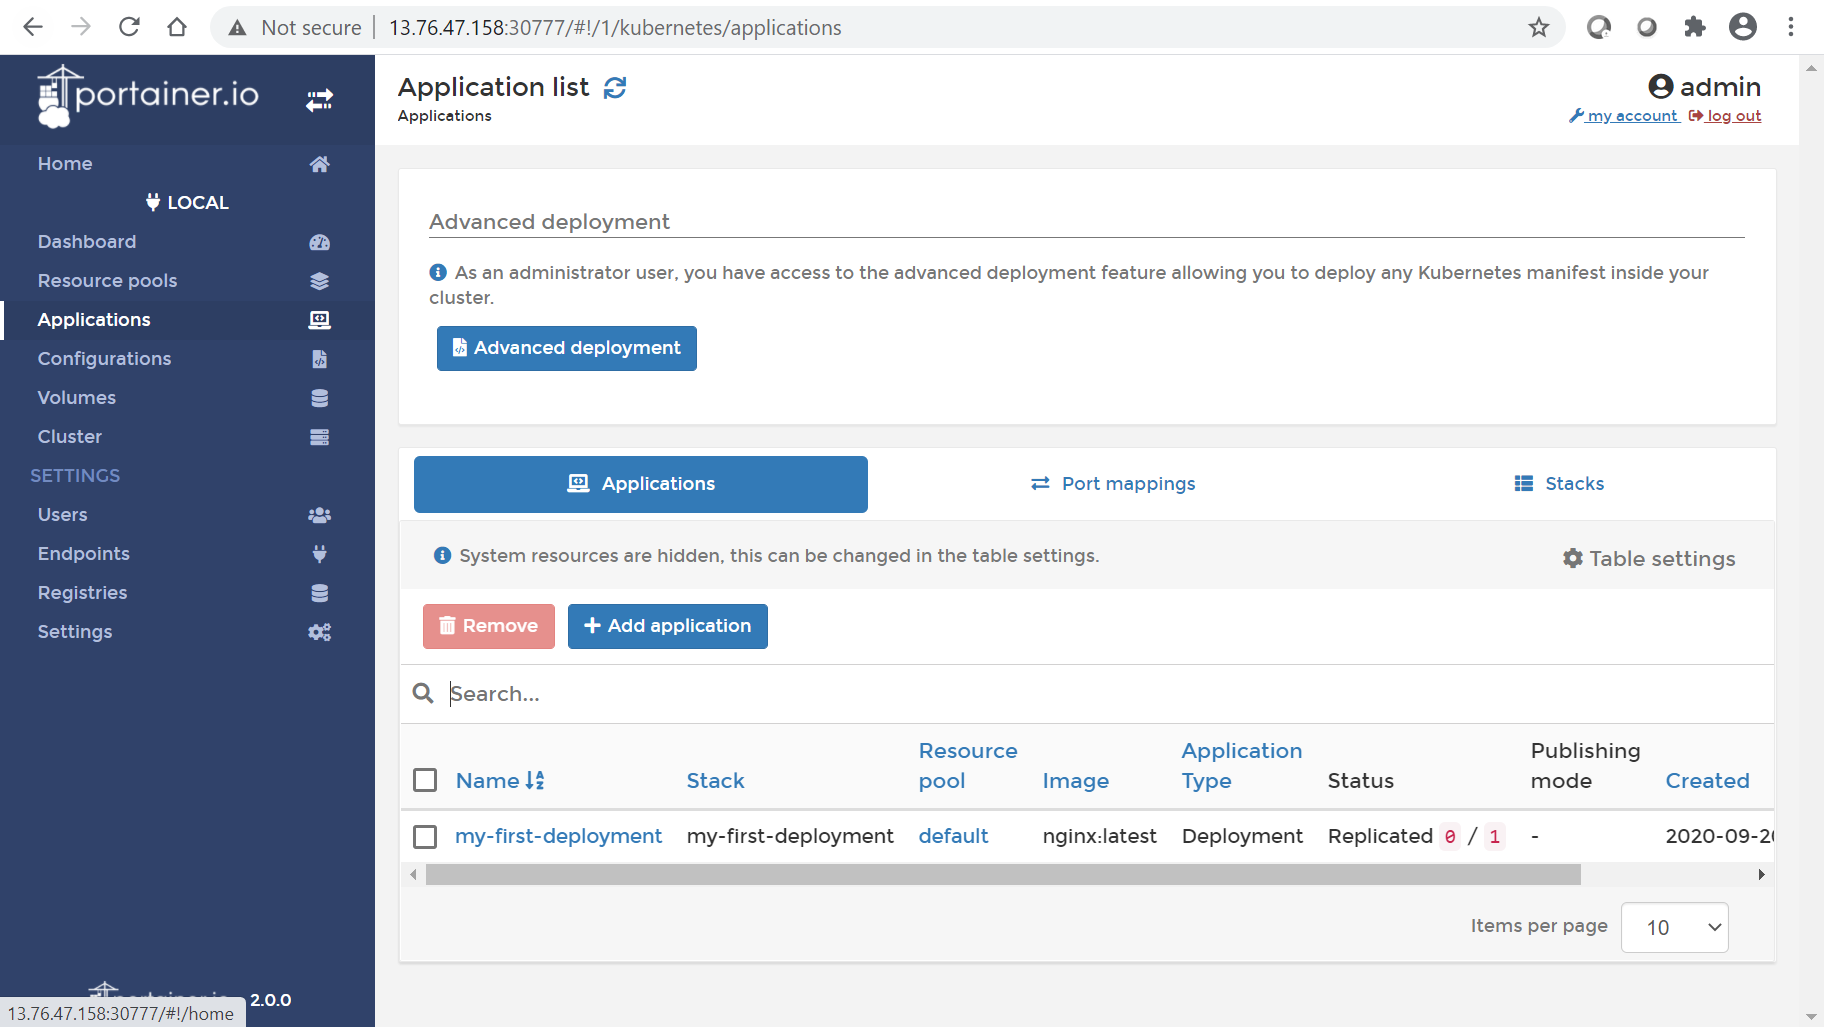 Not secure | 13.76.47.158:30777/#!/1/kubernetes/applications
portainer.io
Home
LOCAL
Dashboard
Resource pools
Applications
Configurations
Volumes
Cluster
SETTINGS
Users
Endpoints
Registries
Settings
2.0.0
13.76.47.158:30777/#!/home
Application list
Applications
admin
my account log out
Advanced deployment
As an administrator user, you have access to the advanced deployment feature allowing you to deploy any Kubernetes manifest inside your
cluster.
Advanced deployment
Applications Port mappings Stacks
System resources are hidden, this can be changed in the table settings.
Table settings
Remove Add application
Search...
Name Stack Resource pool Image Application Type Status Publishing mode Created
my-first-deployment my-first-deployment default nginx:latest Deployment Replicated 0 / 1 - 2020-09-20
Items per page 10